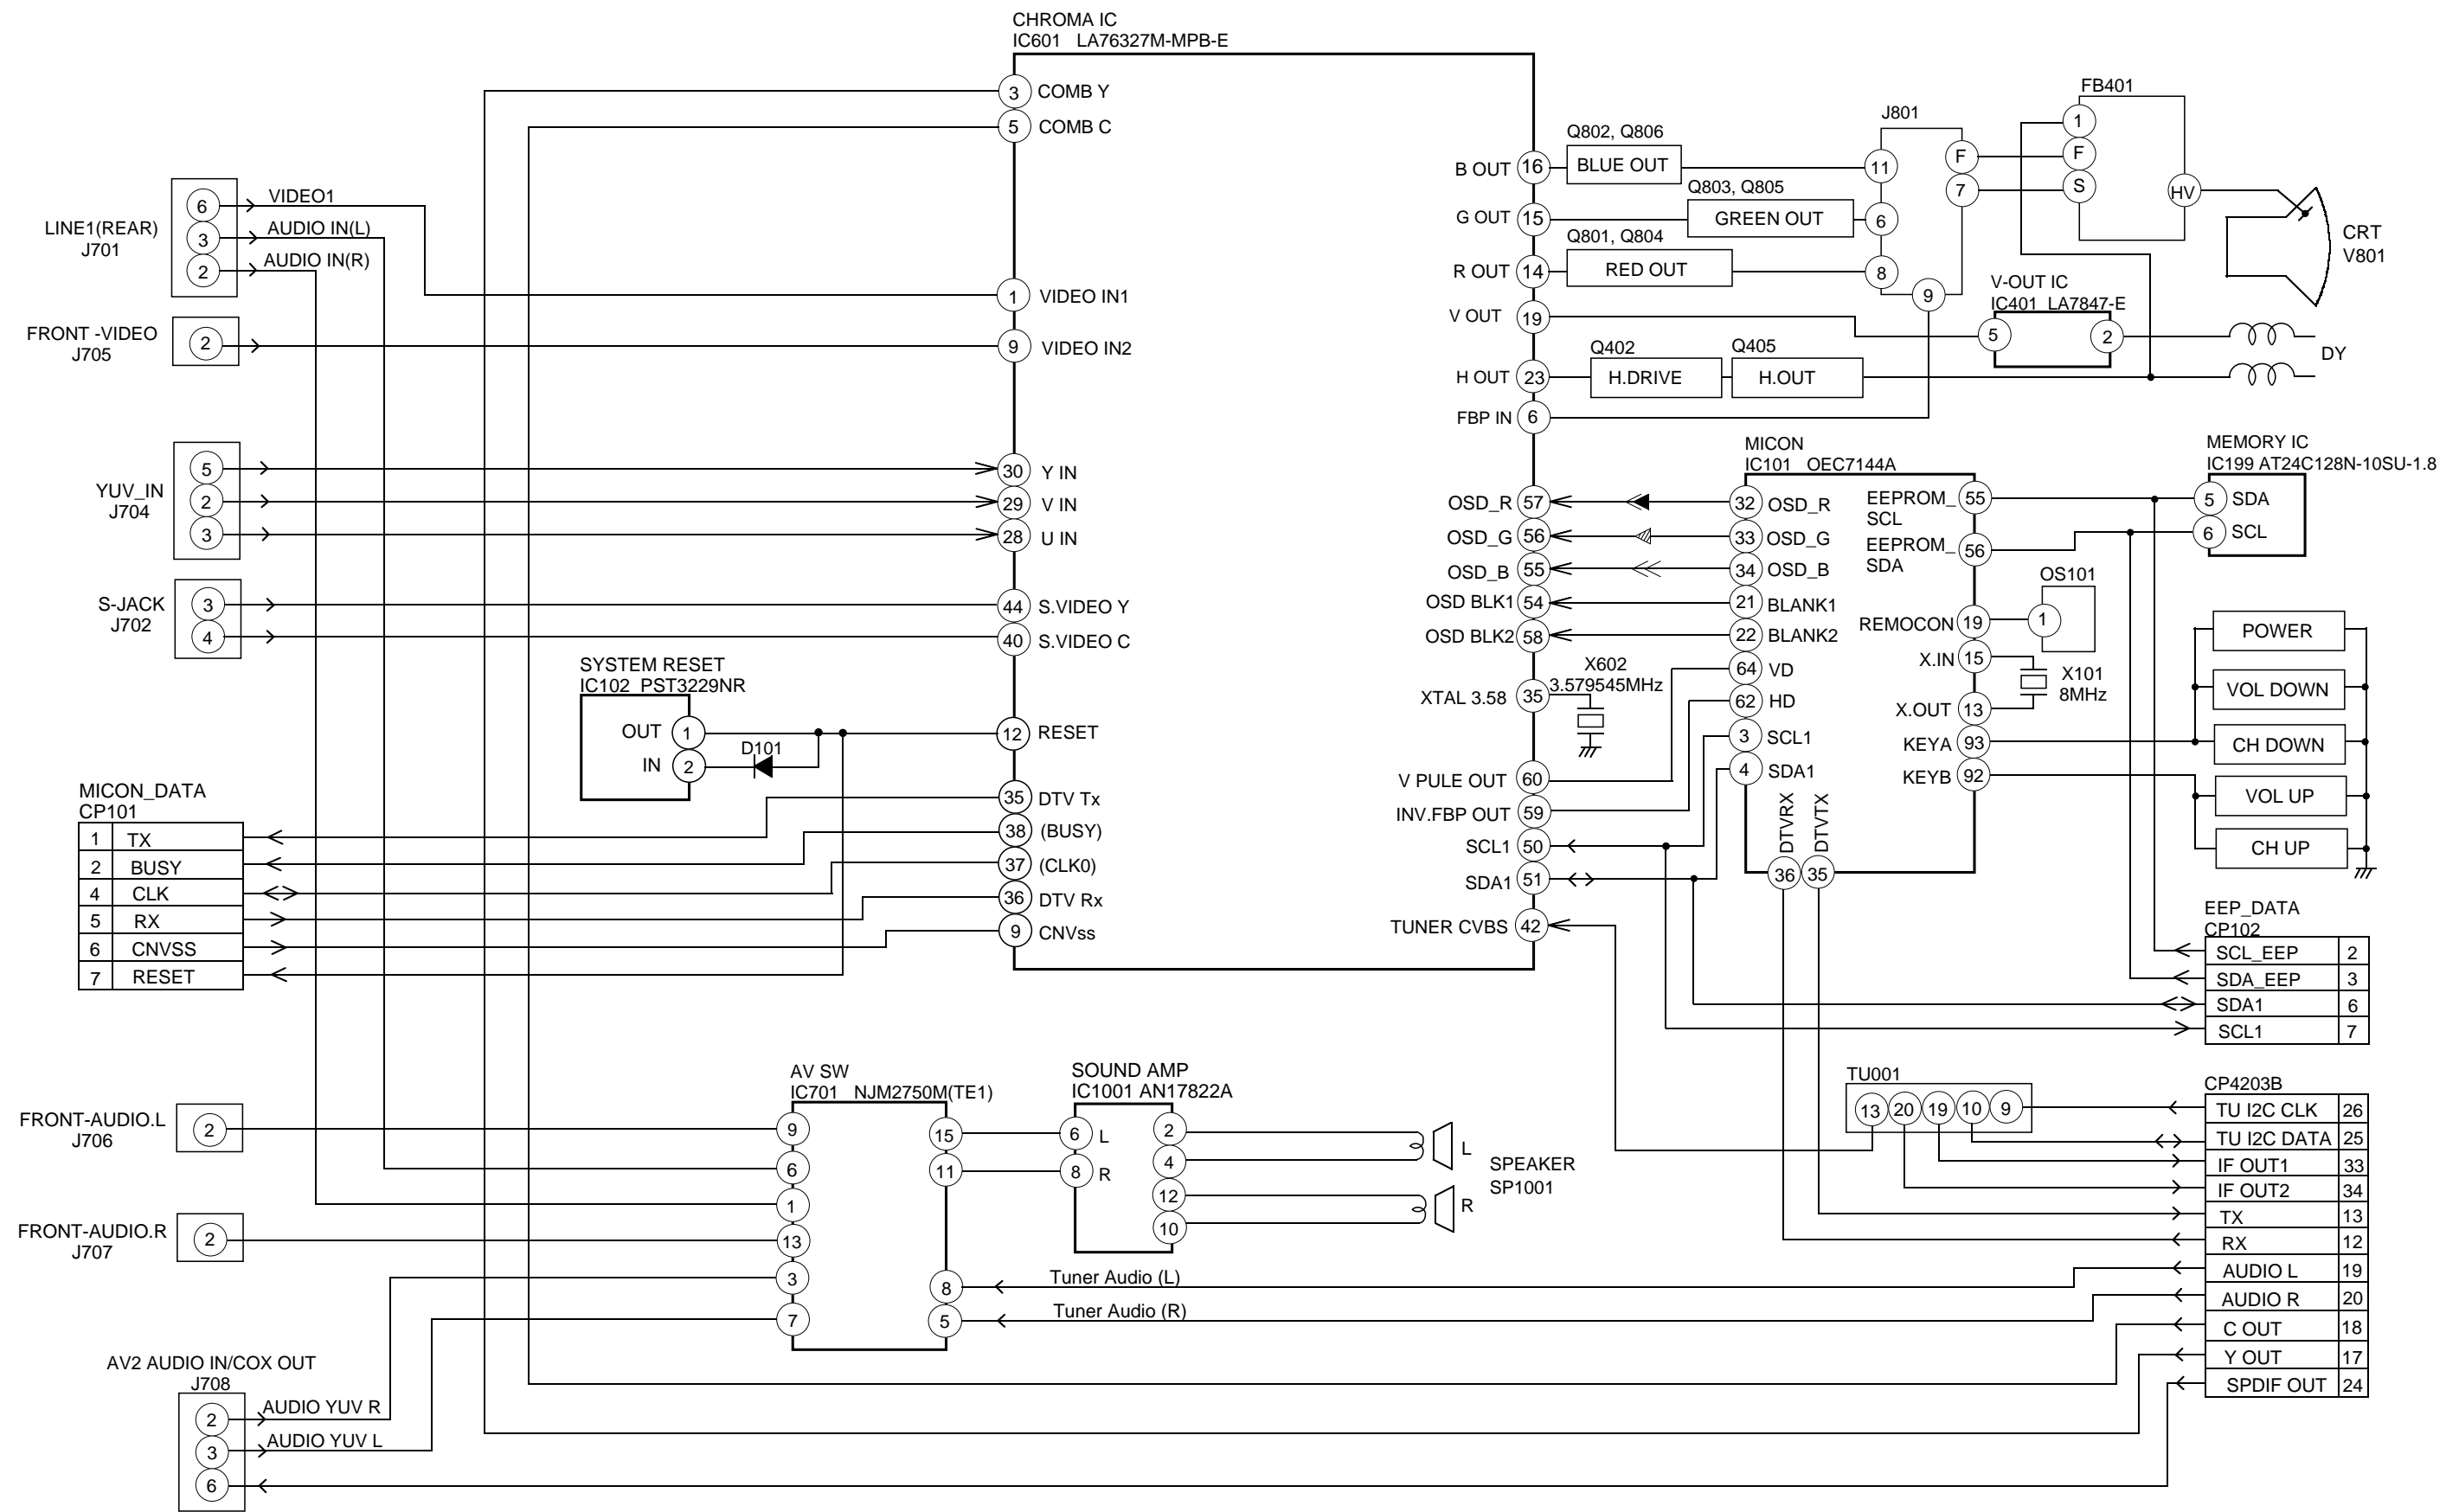 CHROMA IC
IC601 LA76327M-MPB-E
3 COMB Y
5 COMB C
LINE1(REAR)
J701
6 VIDEO1
3 AUDIO IN(L)
2 AUDIO IN(R)
1 VIDEO IN1
FRONT -VIDEO
J705
2
9 VIDEO IN2
YUV_IN
J704
5
2
3
30 Y IN
29 V IN
28 U IN
S-JACK
J702
3
4
44 S.VIDEO Y
40 S.VIDEO C
SYSTEM RESET
IC102 PST3229NR
OUT 1
IN 2
D101
12 RESET
35 DTV Tx
38 (BUSY)
37 (CLK0)
36 DTV Rx
9 CNVss
MICON_DATA
CP101
1 TX
2 BUSY
4 CLK
5 RX
6 CNVSS
7 RESET
B OUT 16
G OUT 15
R OUT 14
V OUT 19
H OUT 23
FBP IN 6
OSD_R 57
OSD_G 56
OSD_B 55
OSD BLK1 54
OSD BLK2 58
XTAL 3.58 35
V PULE OUT 60
INV.FBP OUT 59
SCL1 50
SDA1 51
TUNER CVBS 42
Q802, Q806
BLUE OUT
Q803, Q805
GREEN OUT
Q801, Q804
RED OUT
Q402
H.DRIVE
Q405
H.OUT
J801
11
6
8
F
7
9
FB401
1
F
S
HV
CRT
V801
V-OUT IC
IC401 LA7847-E
5
2
DY
X602
3.579545MHz
MICON
IC101 OEC7144A
32 OSD_R
33 OSD_G
34 OSD_B
21 BLANK1
22 BLANK2
64 VD
62 HD
3 SCL1
4 SDA1
DTVRX
36
DTVTX
35
EEPROM_
SCL
55
EEPROM_
SDA
56
REMOCON 19
X.IN 15
X.OUT 13
KEYA 93
KEYB 92
OS101
1
X101
8MHz
MEMORY IC
IC199 AT24C128N-10SU-1.8
5 SDA
6 SCL
POWER
VOL DOWN
CH DOWN
VOL UP
CH UP
EEP_DATA
CP102
SCL_EEP 2
SDA_EEP 3
SDA1 6
SCL1 7
FRONT-AUDIO.L
J706
2
FRONT-AUDIO.R
J707
2
AV SW
IC701 NJM2750M(TE1)
9
6
1
13
3
7
15
11
8
5
SOUND AMP
IC1001 AN17822A
6 L
8 R
2
4
12
10
L
R
SPEAKER
SP1001
Tuner Audio (L)
Tuner Audio (R)
TU001
13 20 19 10 9
CP4203B
TU I2C CLK 26
TU I2C DATA 25
IF OUT1 33
IF OUT2 34
TX 13
RX 12
AUDIO L 19
AUDIO R 20
C OUT 18
Y OUT 17
SPDIF OUT 24
AV2 AUDIO IN/COX OUT
J708
2 AUDIO YUV R
3 AUDIO YUV L
6